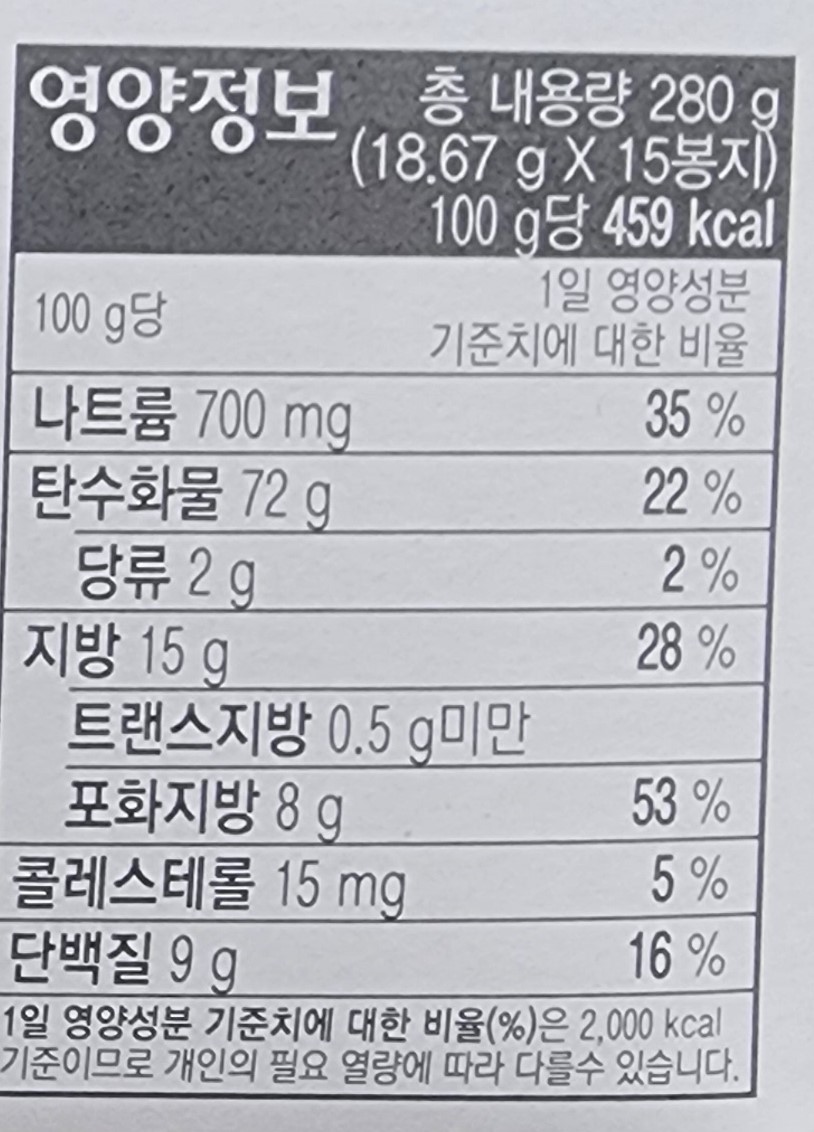 영양정보 총 내용량 280 g
(18.67 g X 15봉지)
100 g당 459 kcal
100 g당 1일 영양성분
기준치에 대한 비율
나트륨 700 mg 35 %
탄수화물 72 g 22 %
당류 2 g 2 %
지방 15 g 28 %
트랜스지방 0.5 g미만
포화지방 8 g 53 %
콜레스테롤 15 mg 5 %
단백질 9 g 16 %
1일 영양성분 기준치에 대한 비율(%)은 2,000 kcal
기준이므로 개인의 필요 열량에 따라 다를수 있습니다.